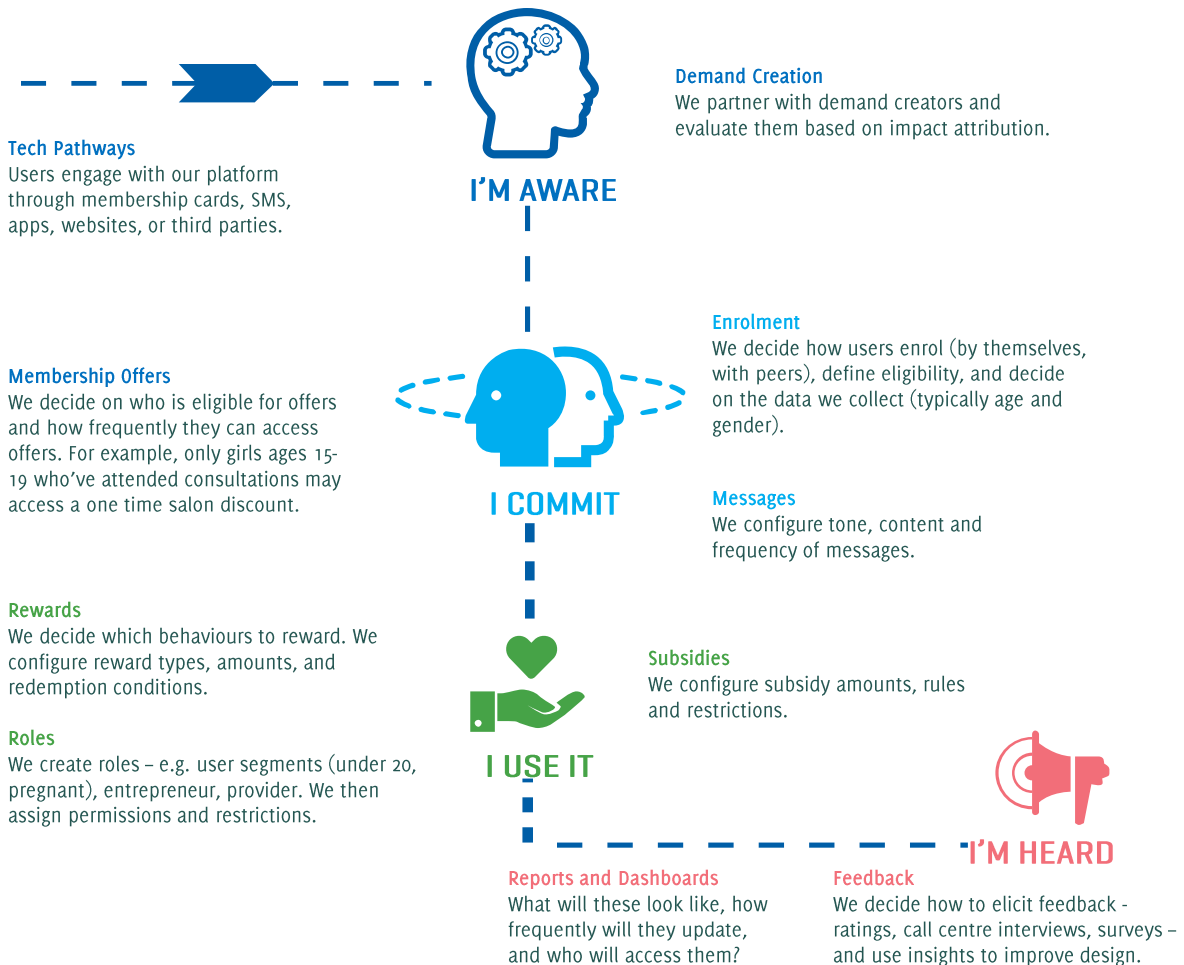 Demand Creation
We partner with demand creators and
evaluate them based on impact attribution.
Tech Pathways
Users engage with our platform
through membership cards, SMS,
apps, websites, or third parties.
I'M AWARE
Enrolment
We decide how users enrol (by themselves,
with peers), define eligibility, and decide
on the data we collect (typically age and
gender).
Membership Offers
We decide on who is eligible for offers
and how frequently they can access
offers. For example, only girls ages 15-
19 who've attended consultations may
access a one time salon discount.
I COMMIT
Messages
We configure tone, content and
frequency of messages.
Rewards
We decide which behaviours to reward. We
configure reward types, amounts, and
redemption conditions.
Subsidies
We configure subsidy amounts, rules
and restrictions.
Roles
We create roles – e.g. user segments (under 20,
pregnant), entrepreneur, provider. We then
assign permissions and restrictions.
I USE IT
I'M HEARD
Reports and Dashboards
What will these look like, how
frequently will they update,
and who will access them?
Feedback
We decide how to elicit feedback -
ratings, call centre interviews, surveys –
and use insights to improve design.